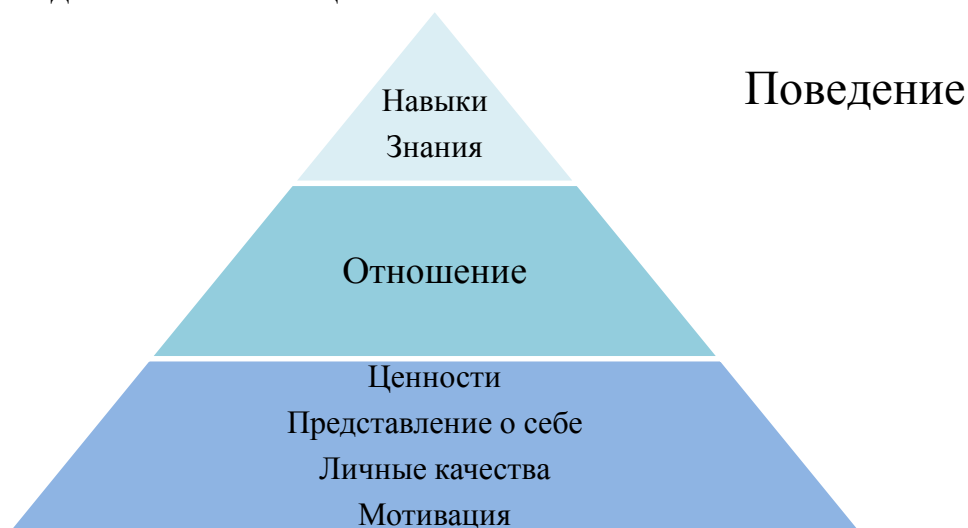 Поведение
Навыки
Знания
Отношение
Ценности
Представление о себе
Личные качества
Мотивация